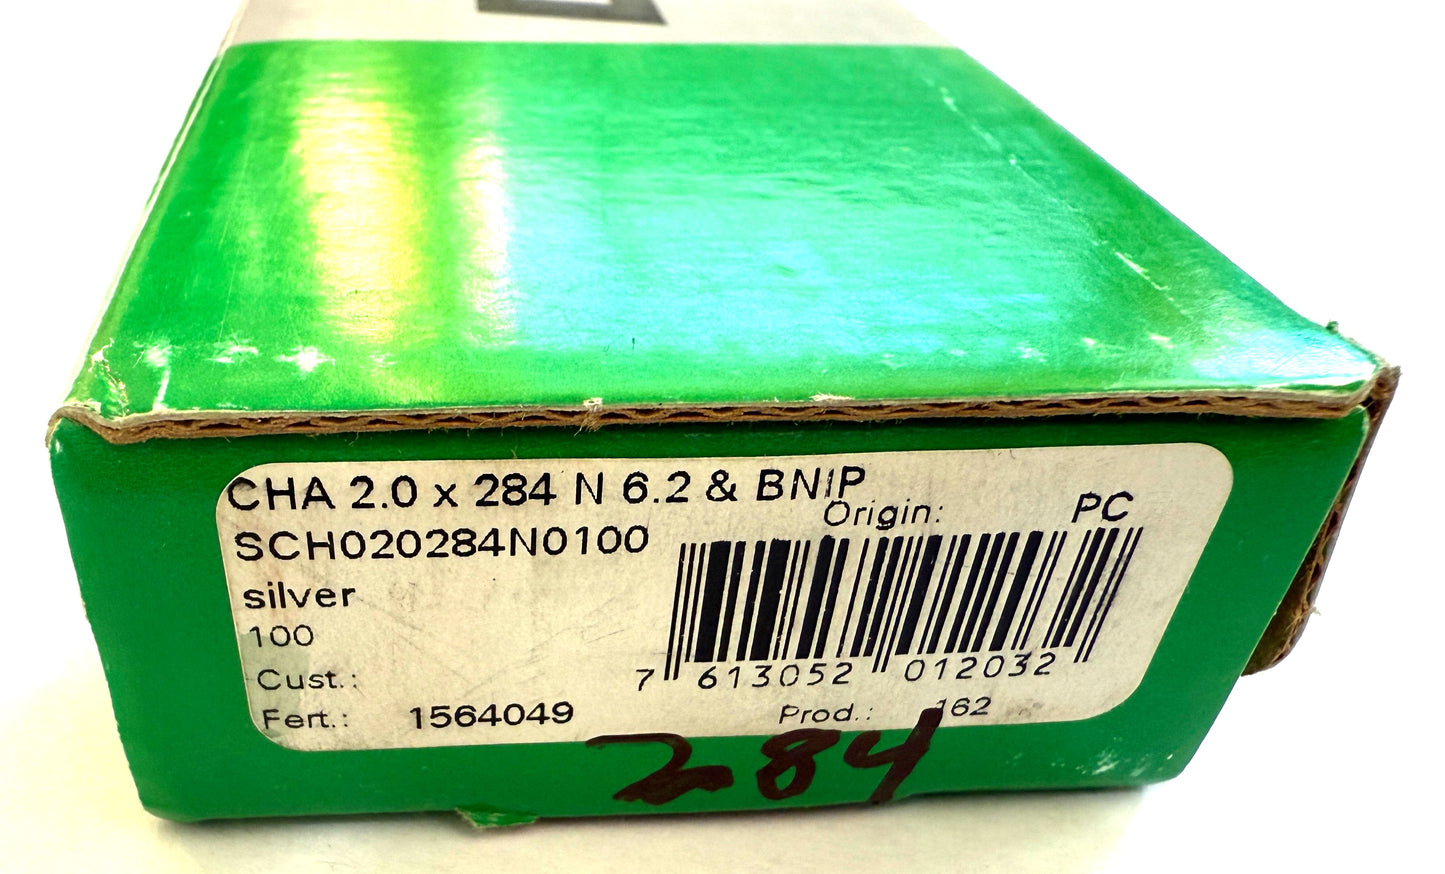 CHA 2.0 x 284 N 6.2 & BNIP
Origin: PC
SCH020284N0100
silver
100
Cust.:
7 613052 012032
Fert.: 1564049 Prod.: 162
284